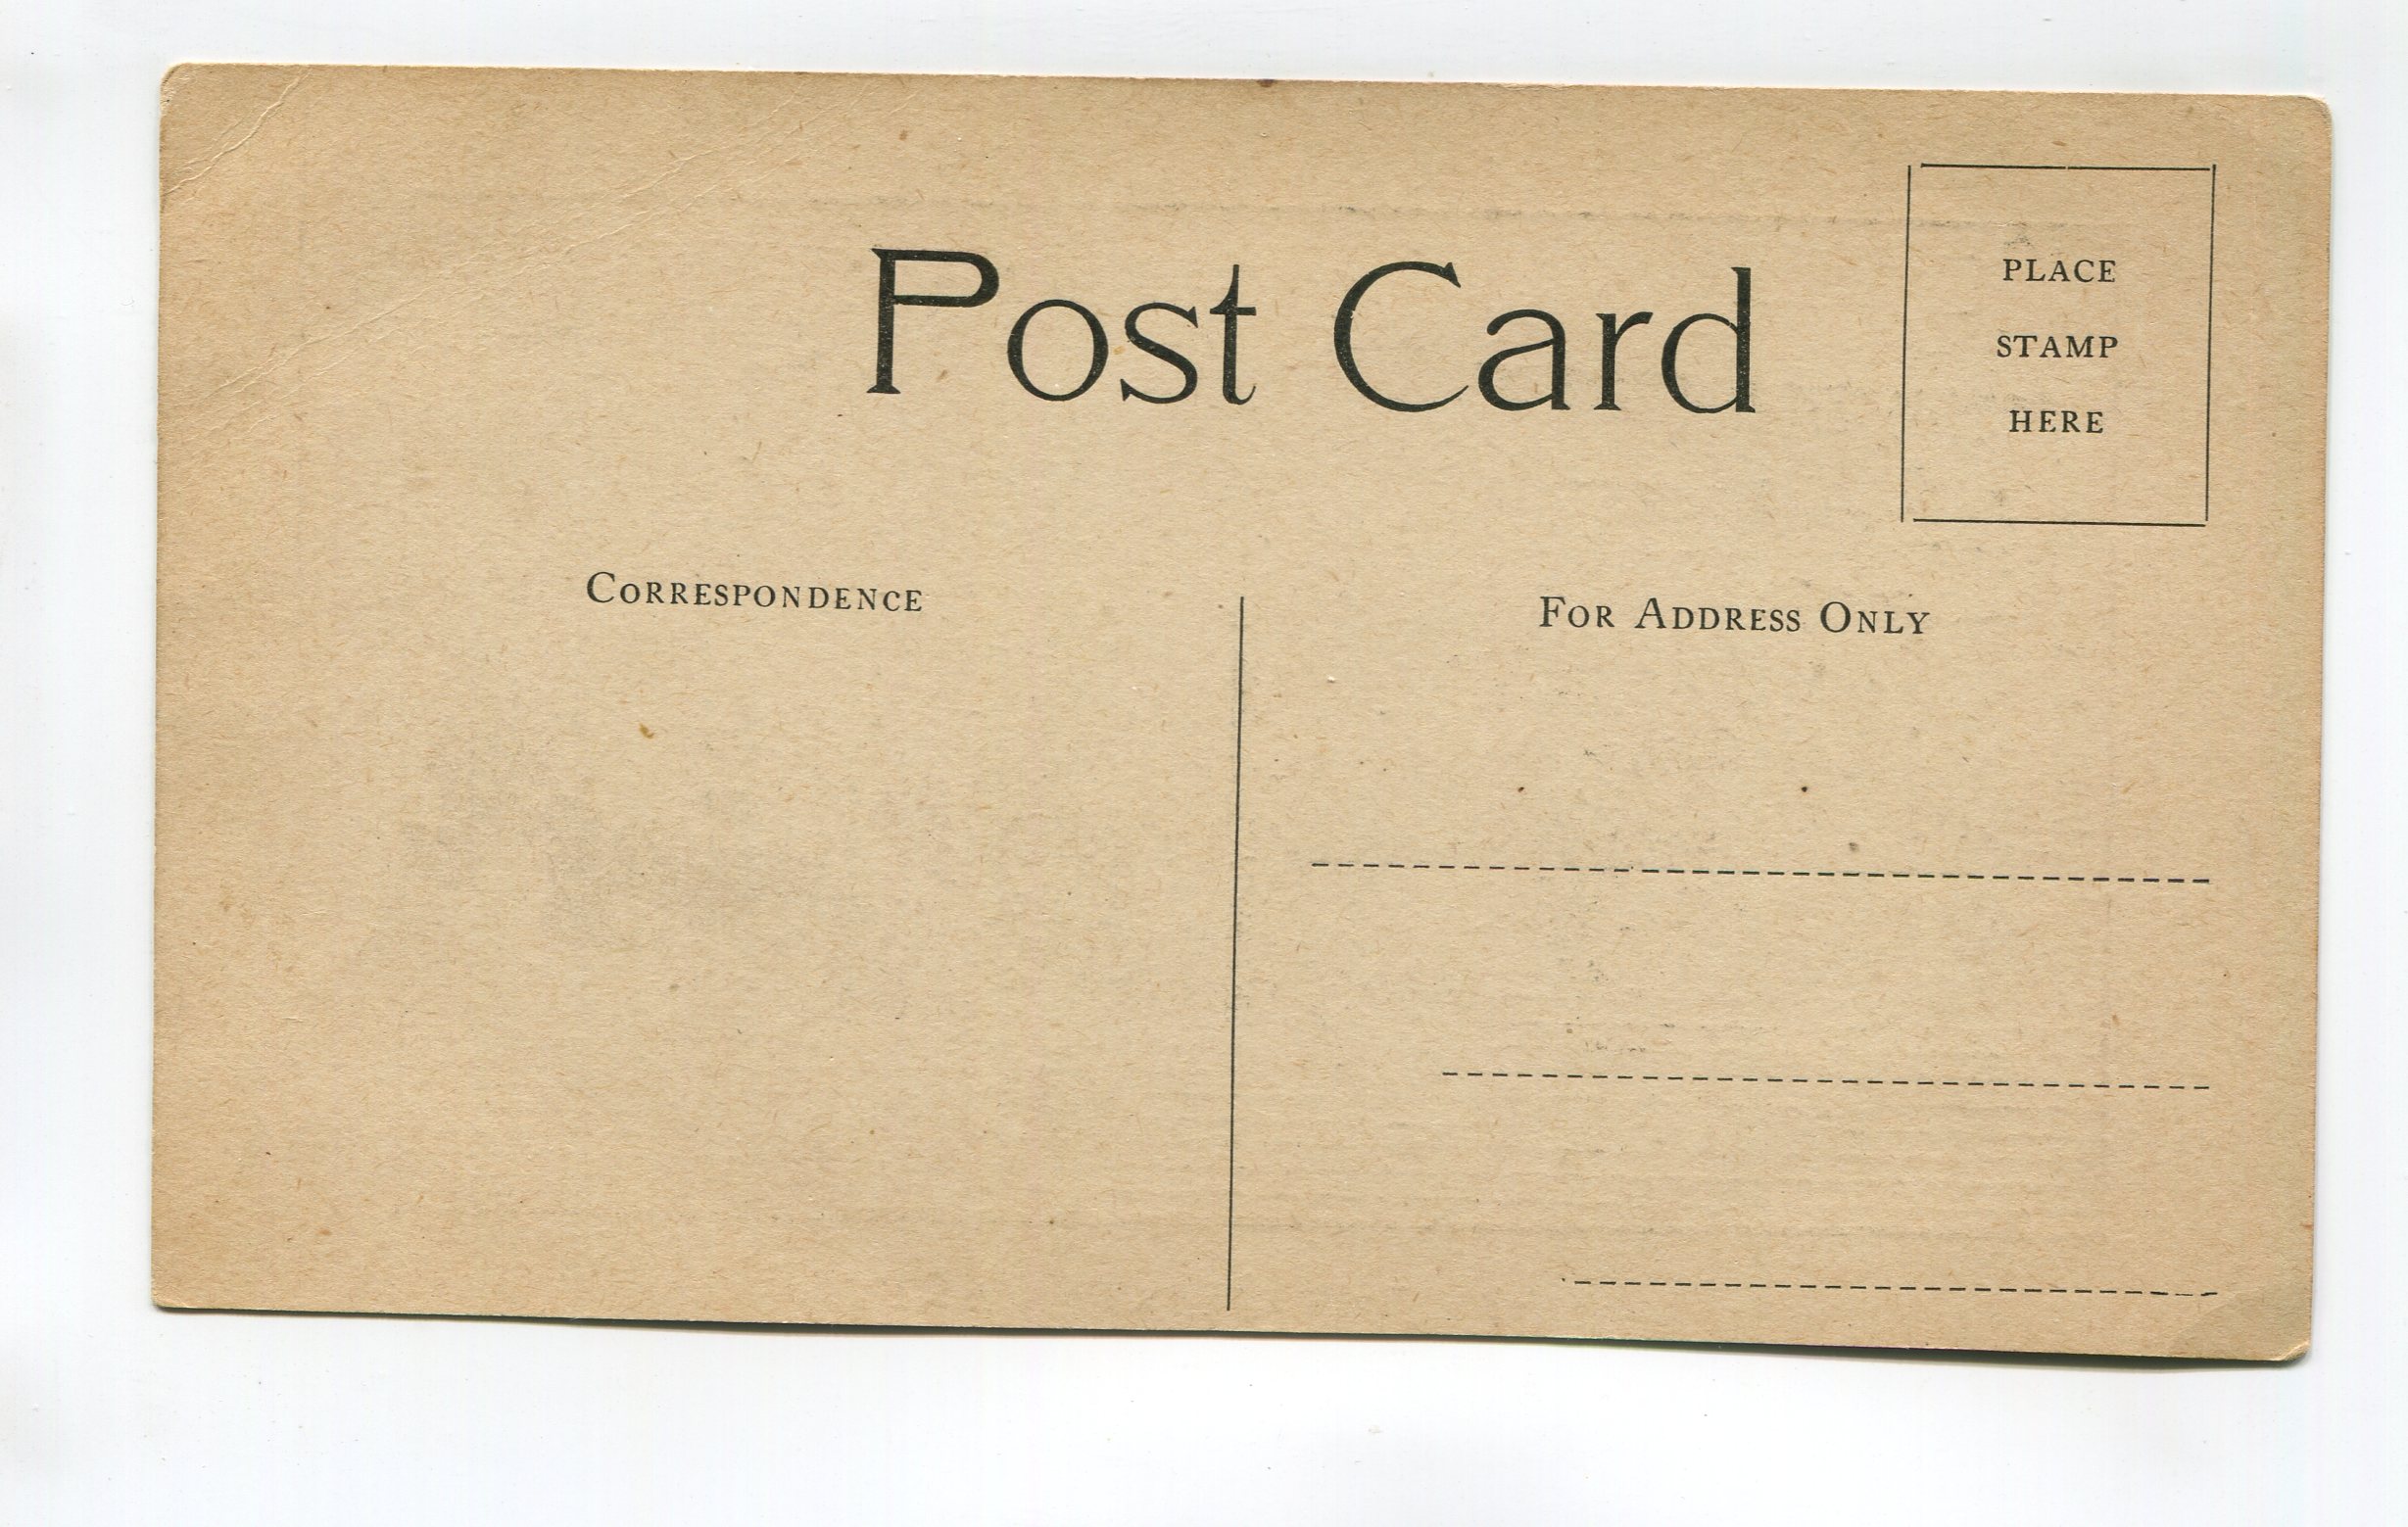 Post Card
PLACE
STAMP
HERE
CORRESPONDENCE
FOR ADDRESS ONLY